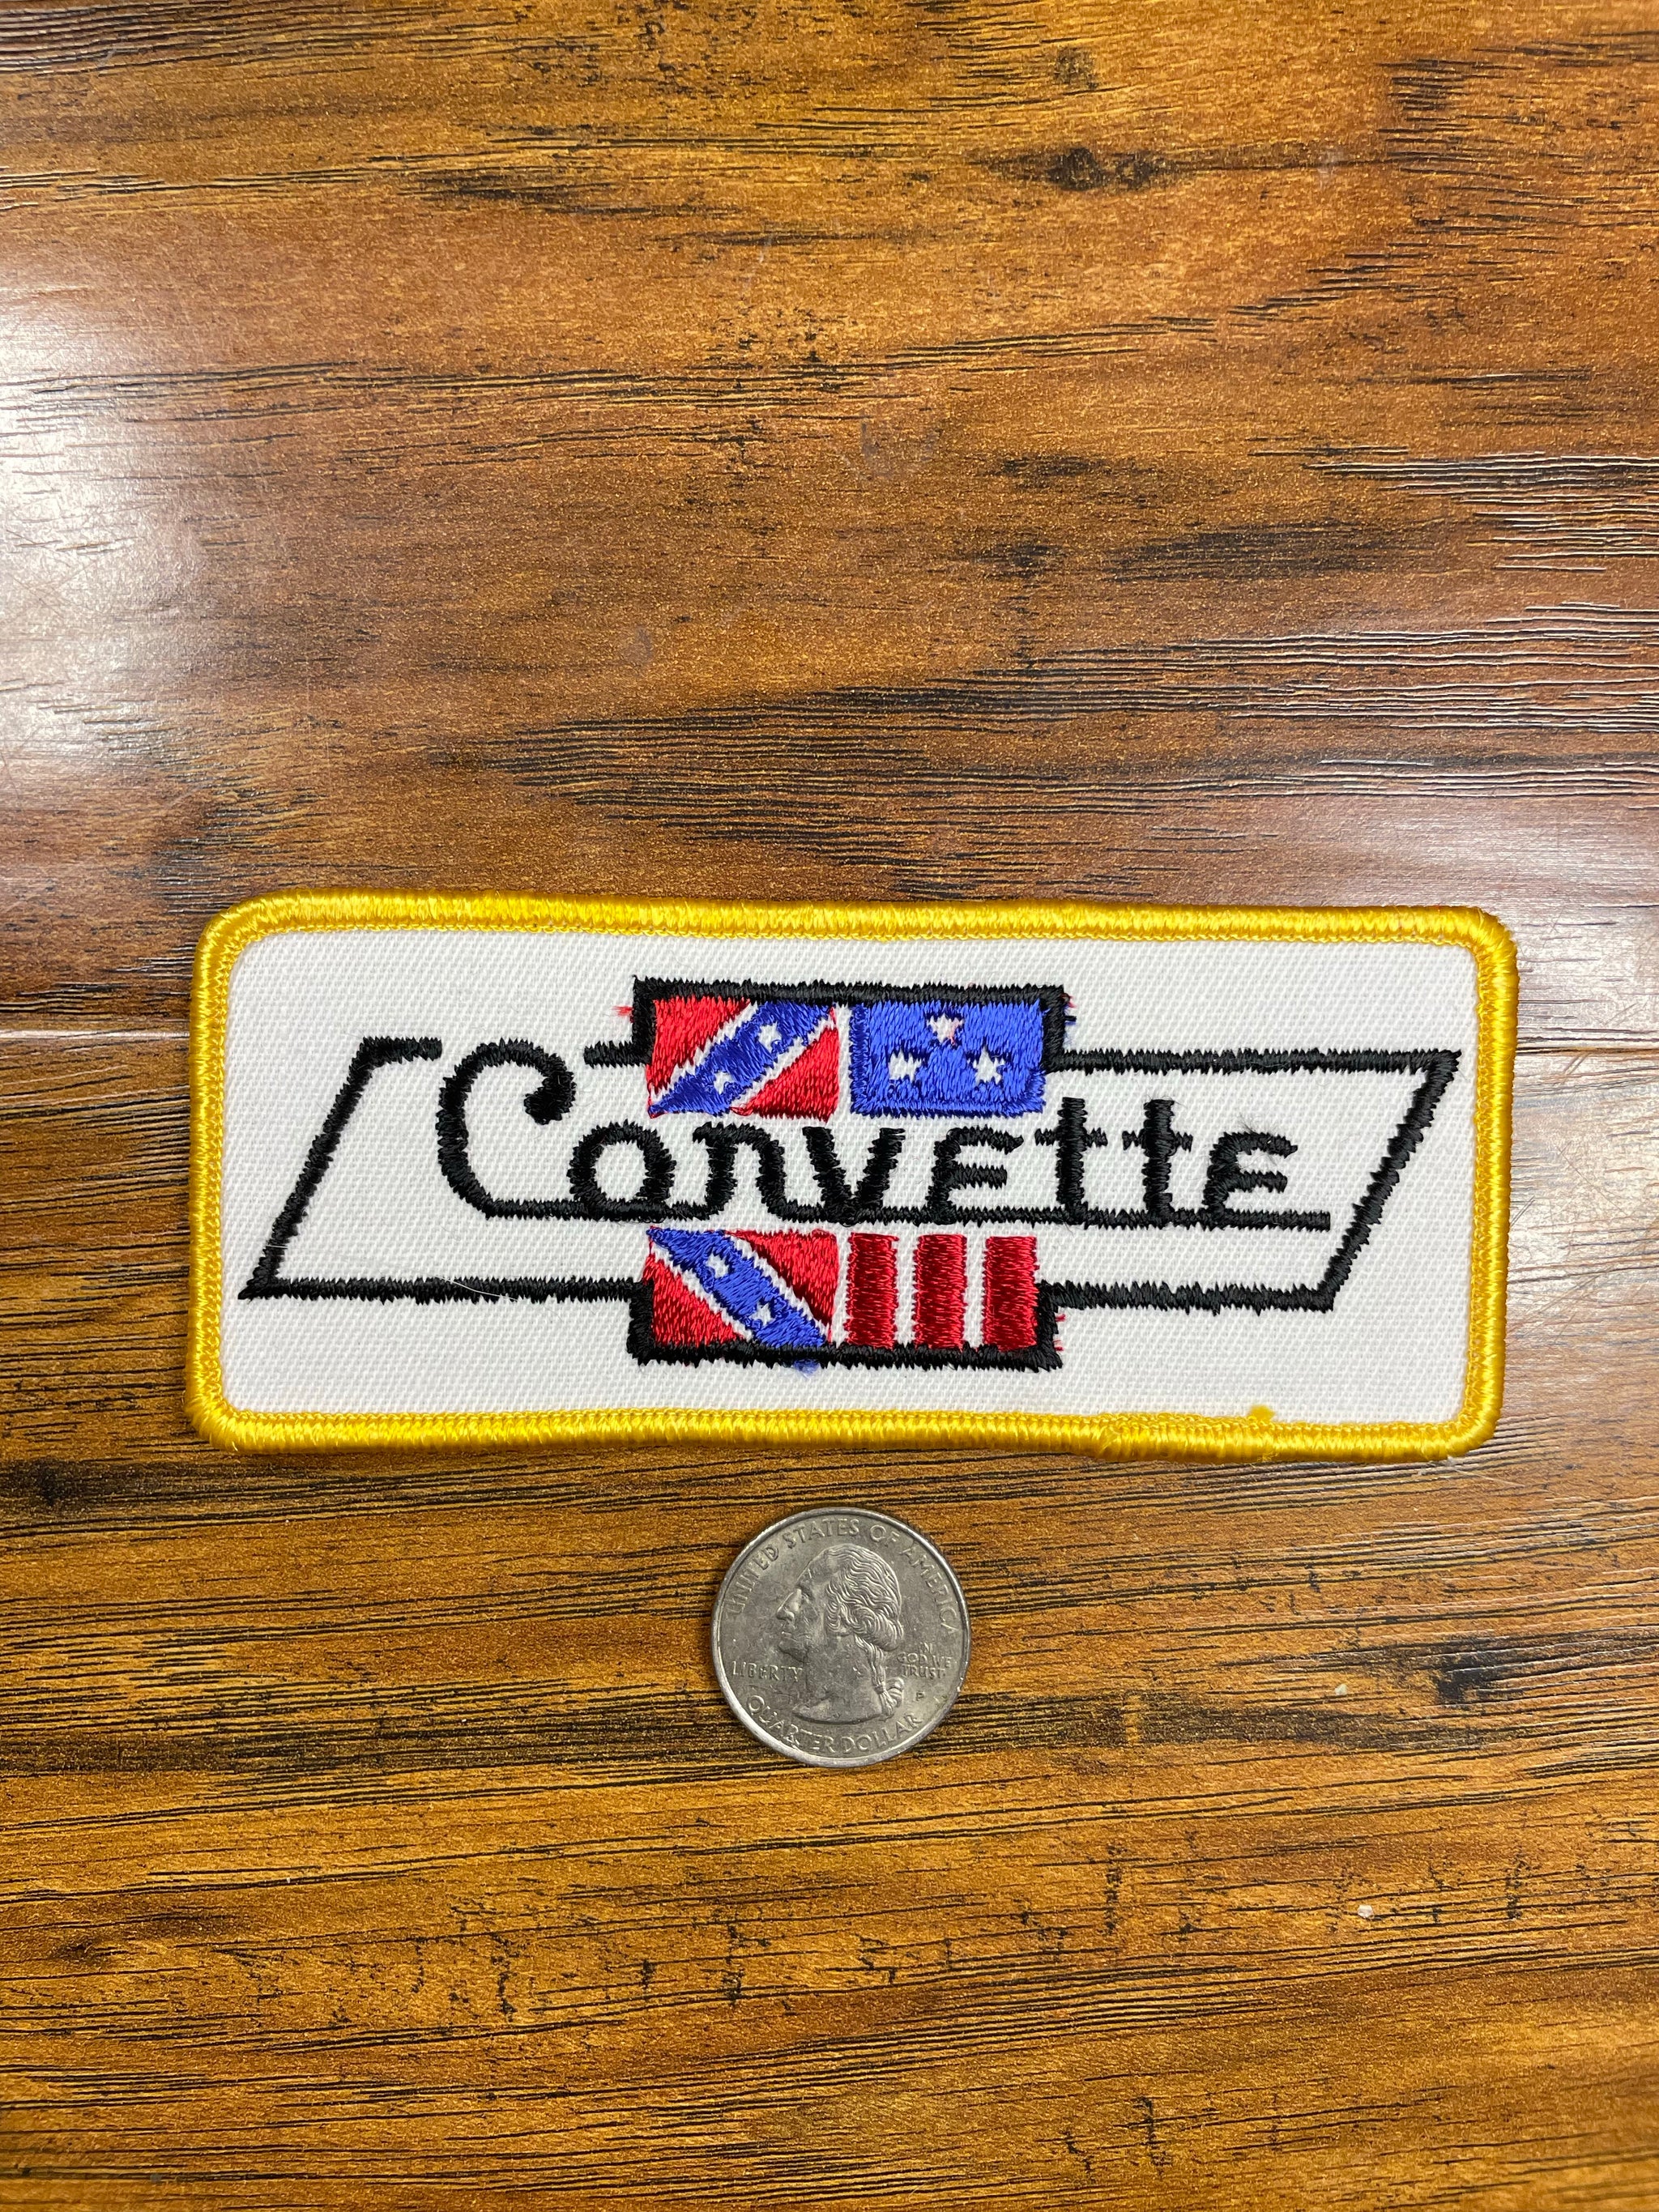 Corvette
UNITED STATES OF AMERICA
LIBERTY
IN
GOD WE
TRUST
P
QUARTER DOLLAR